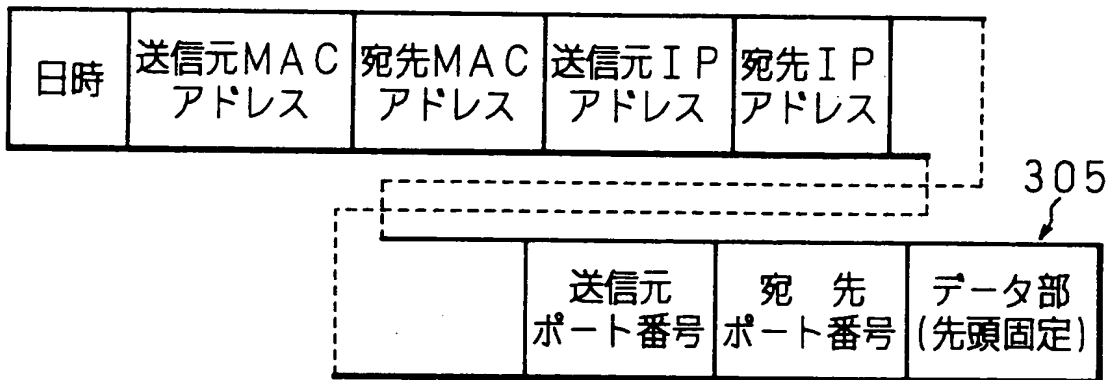 日時
送信元MAC
アドレス
宛先MAC
アドレス
送信元IP
アドレス
宛先IP
アドレス
305
送信元
ポート番号
宛 先
ポート番号
データ部
(先頭固定)